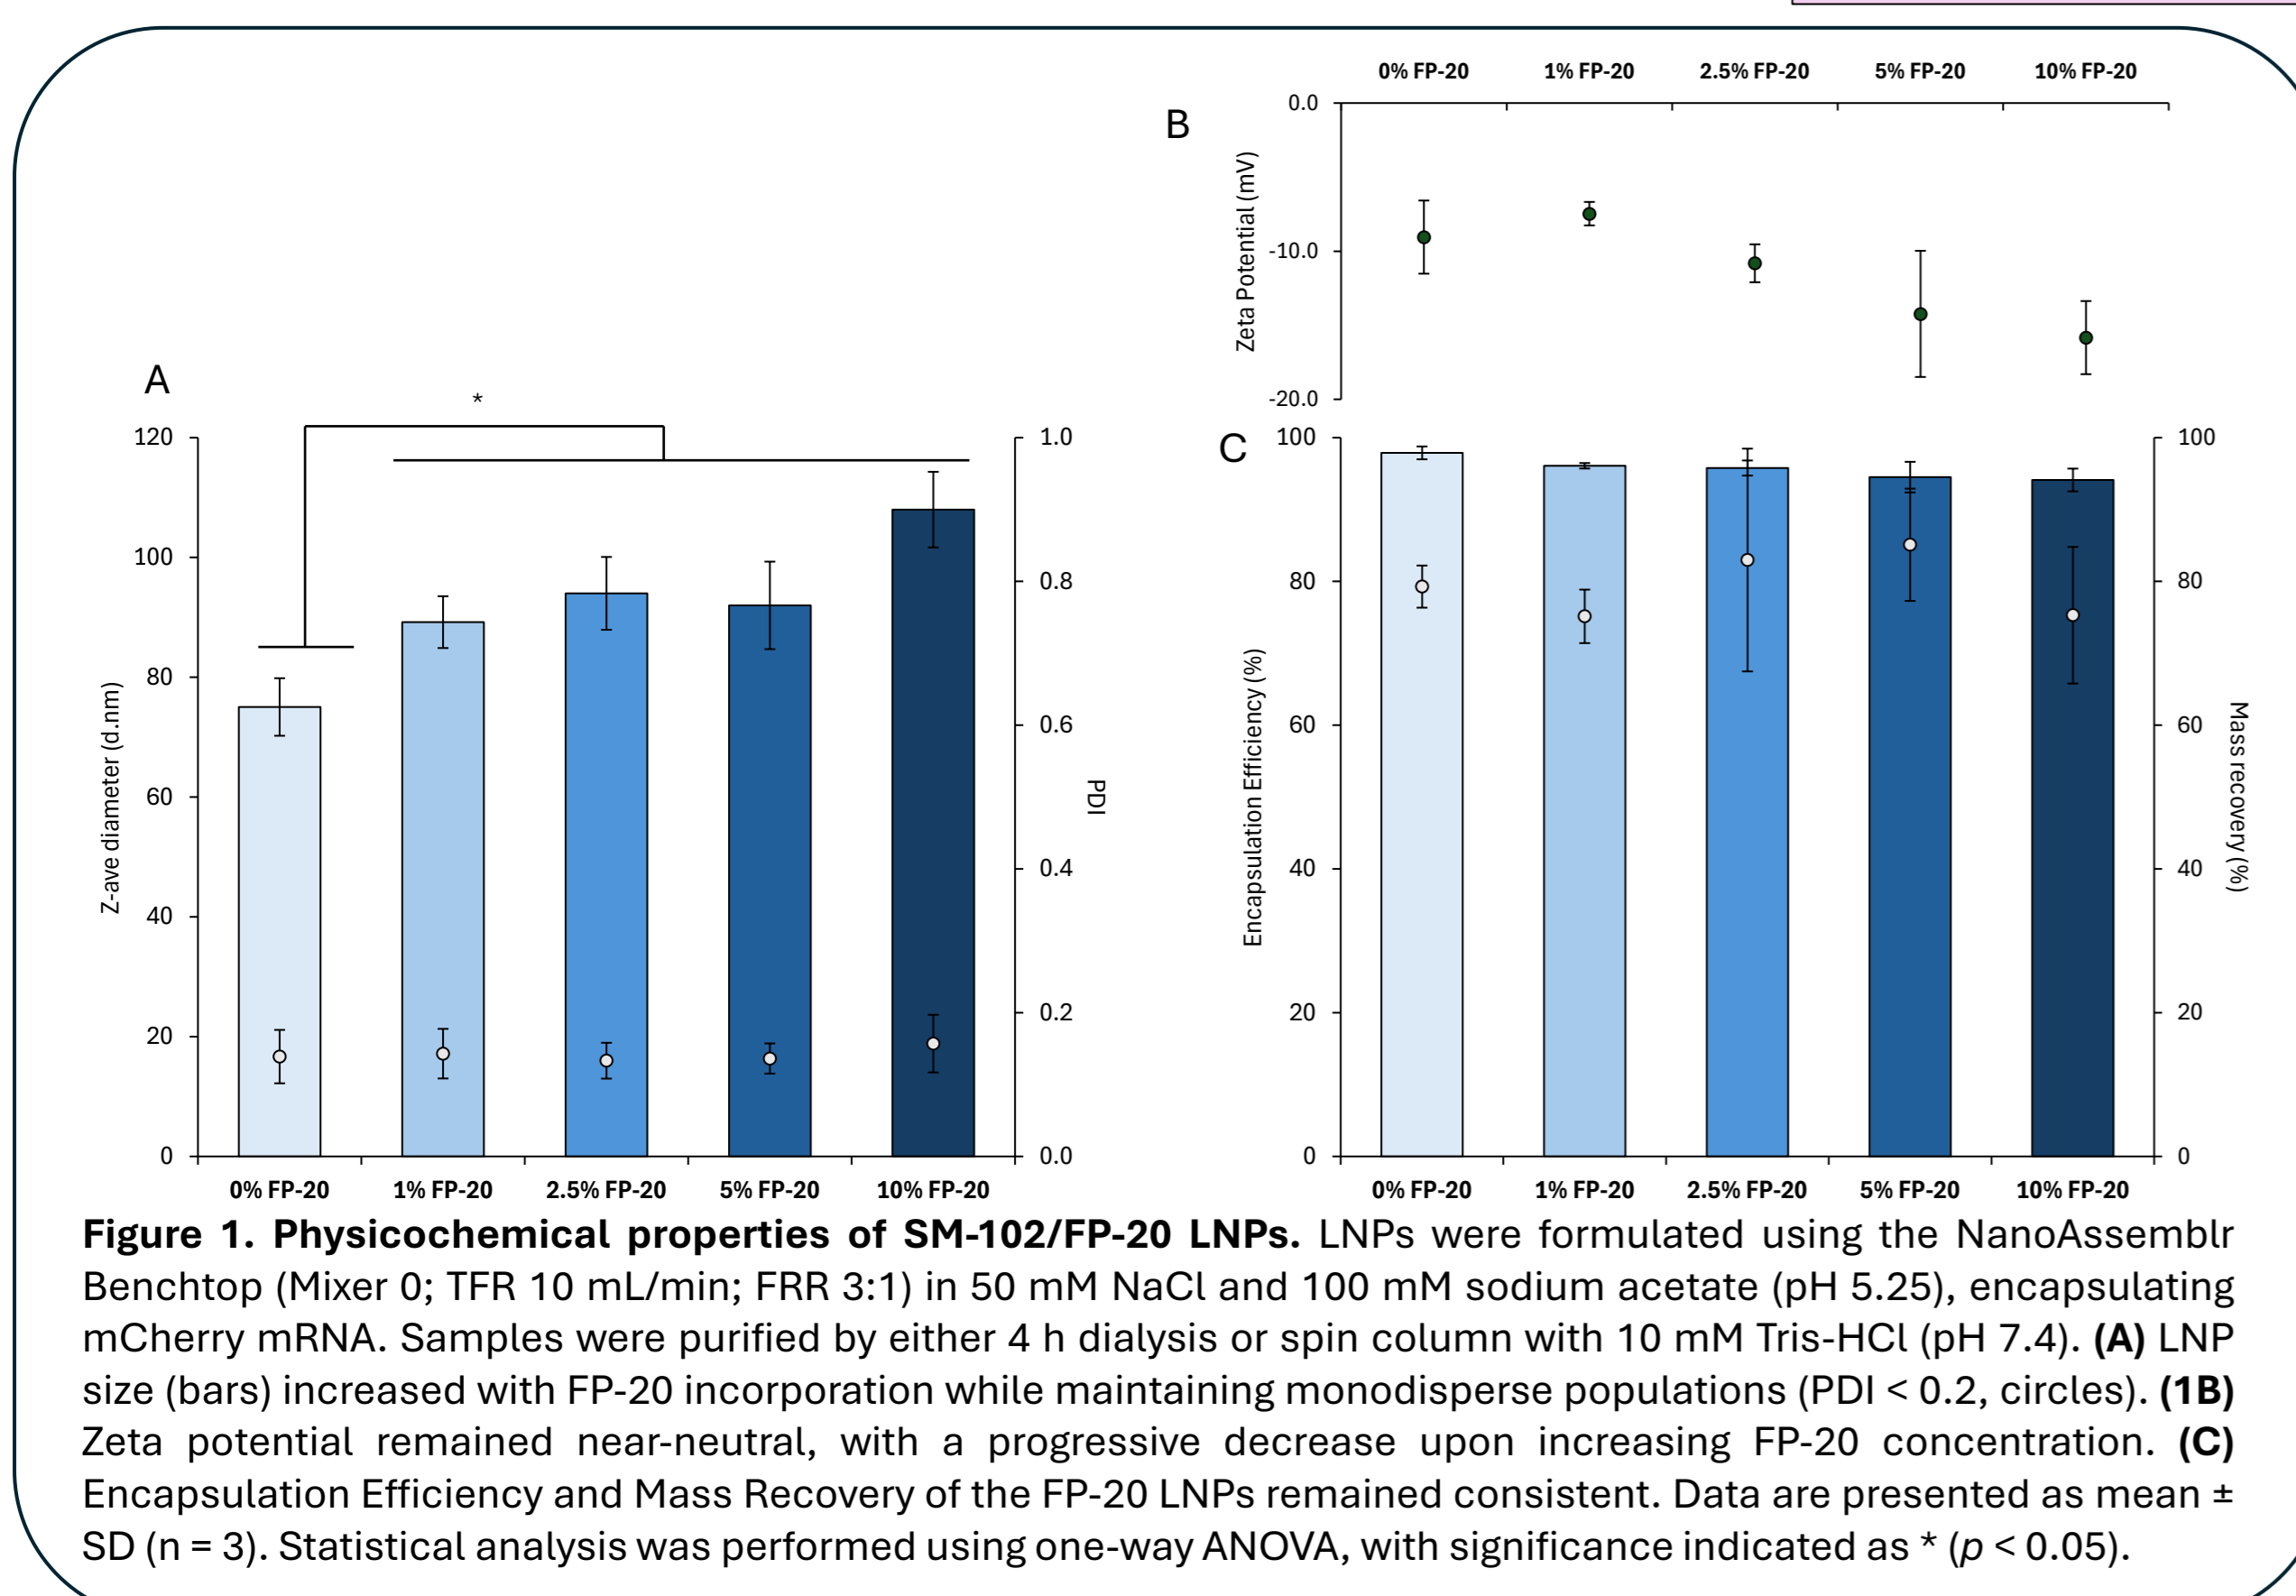 B
0% FP-20 1% FP-20 2.5% FP-20 5% FP-20 10% FP-20
0.0
-10.0
-20.0
Zeta Potential (mV)
A
*
120
100
80
60
40
20
0
Z-ave diameter (d.nm)
1.0
0.8
0.6
0.4
0.2
0.0
PDI
0% FP-20 1% FP-20 2.5% FP-20 5% FP-20 10% FP-20
C
100
80
60
40
20
0
Encapsulation Efficiency (%)
100
80
60
40
20
0
Mass recovery (%)
0% FP-20 1% FP-20 2.5% FP-20 5% FP-20 10% FP-20
Figure 1. Physicochemical properties of SM-102/FP-20 LNPs. LNPs were formulated using the NanoAssemblr
Benchtop (Mixer 0; TFR 10 mL/min; FRR 3:1) in 50 mM NaCl and 100 mM sodium acetate (pH 5.25), encapsulating
mCherry mRNA. Samples were purified by either 4 h dialysis or spin column with 10 mM Tris-HCl (pH 7.4). (A) LNP
size (bars) increased with FP-20 incorporation while maintaining monodisperse populations (PDI < 0.2, circles). (1B)
Zeta potential remained near-neutral, with a progressive decrease upon increasing FP-20 concentration. (C)
Encapsulation Efficiency and Mass Recovery of the FP-20 LNPs remained consistent. Data are presented as mean ±
SD (n = 3). Statistical analysis was performed using one-way ANOVA, with significance indicated as * (p < 0.05).